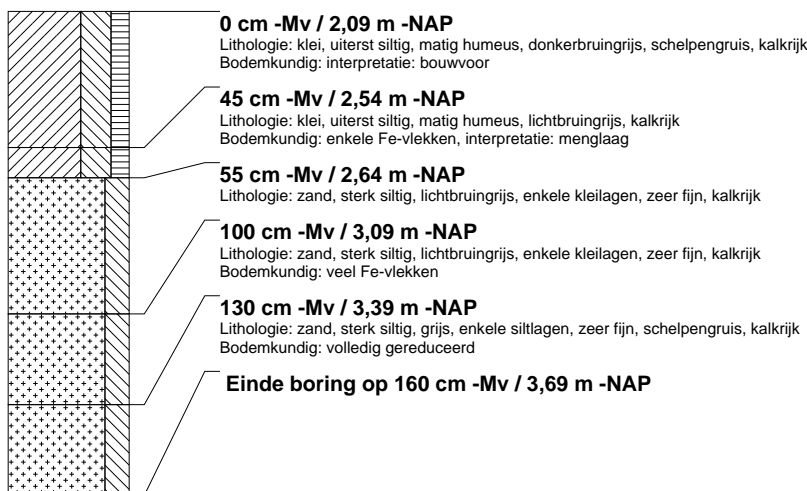 0 cm -Mv / 2,09 m -NAP
Lithologie: klei, uiterst siltig, matig humeus, donkerbruingrijs, schelpengruis, kalkrijk
Bodemkundig: interpretatie: bouwvoor
45 cm -Mv / 2,54 m -NAP
Lithologie: klei, uiterst siltig, matig humeus, lichtbruingrijs, kalkrijk
Bodemkundig: enkele Fe-vlekken, interpretatie: menglaag
55 cm -Mv / 2,64 m -NAP
Lithologie: zand, sterk siltig, lichtbruingrijs, enkele kleilagen, zeer fijn, kalkrijk
100 cm -Mv / 3,09 m -NAP
Lithologie: zand, sterk siltig, lichtbruingrijs, enkele kleilagen, zeer fijn, kalkrijk
Bodemkundig: veel Fe-vlekken
130 cm -Mv / 3,39 m -NAP
Lithologie: zand, sterk siltig, grijs, enkele siltlagen, zeer fijn, schelpengruis, kalkrijk
Bodemkundig: volledig gereduceerd
Einde boring op 160 cm -Mv / 3,69 m -NAP